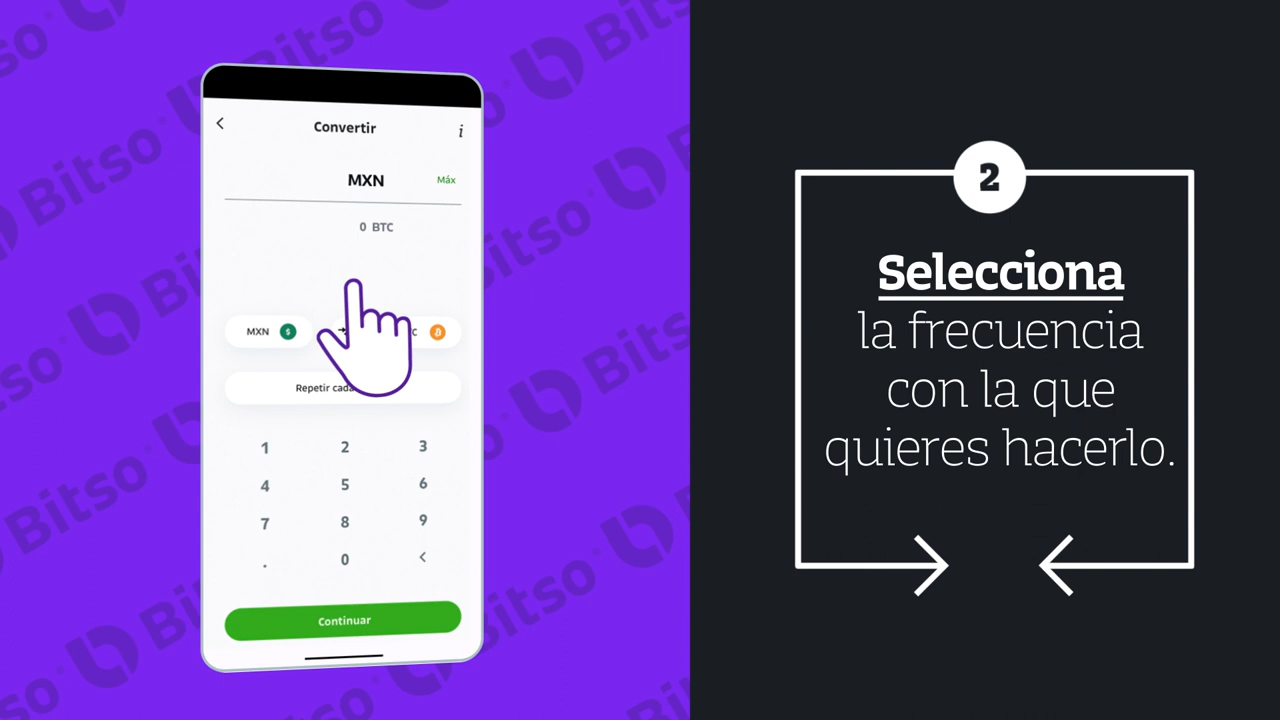 Bitso
Convertir
i
MXN
Máx
0 BTC
MXN
C
Repetir cada
1 2 3
4 5 6
7 8 9
. 0 <
Continuar
2
Selecciona
la frecuencia
con la que
quieres hacerlo.